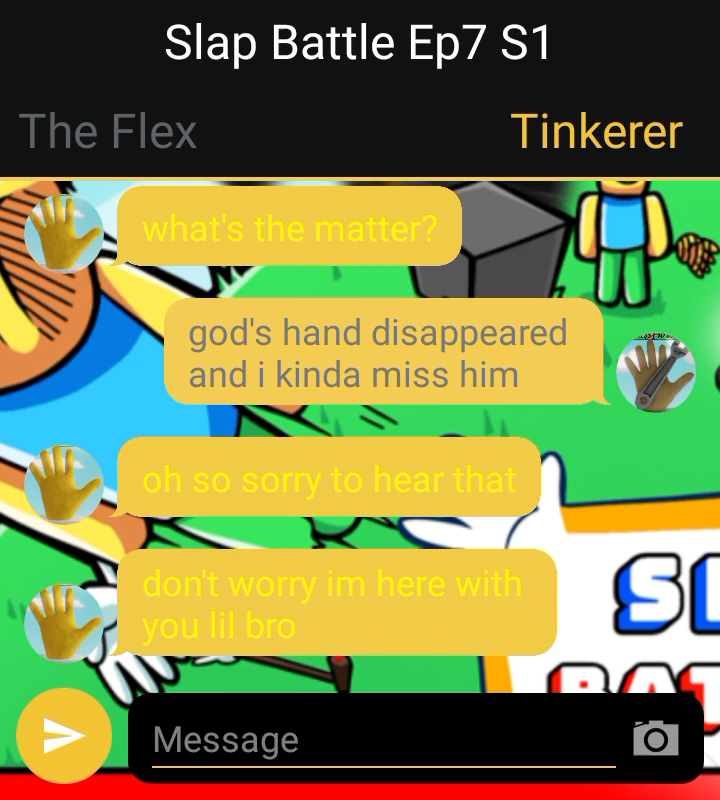 Slap Battle Ep7 S1
The Flex
Tinkerer
what's the matter?
god's hand disappeared
and i kinda miss him
oh so sorry to hear that
don't worry im here with
you lil bro
Message